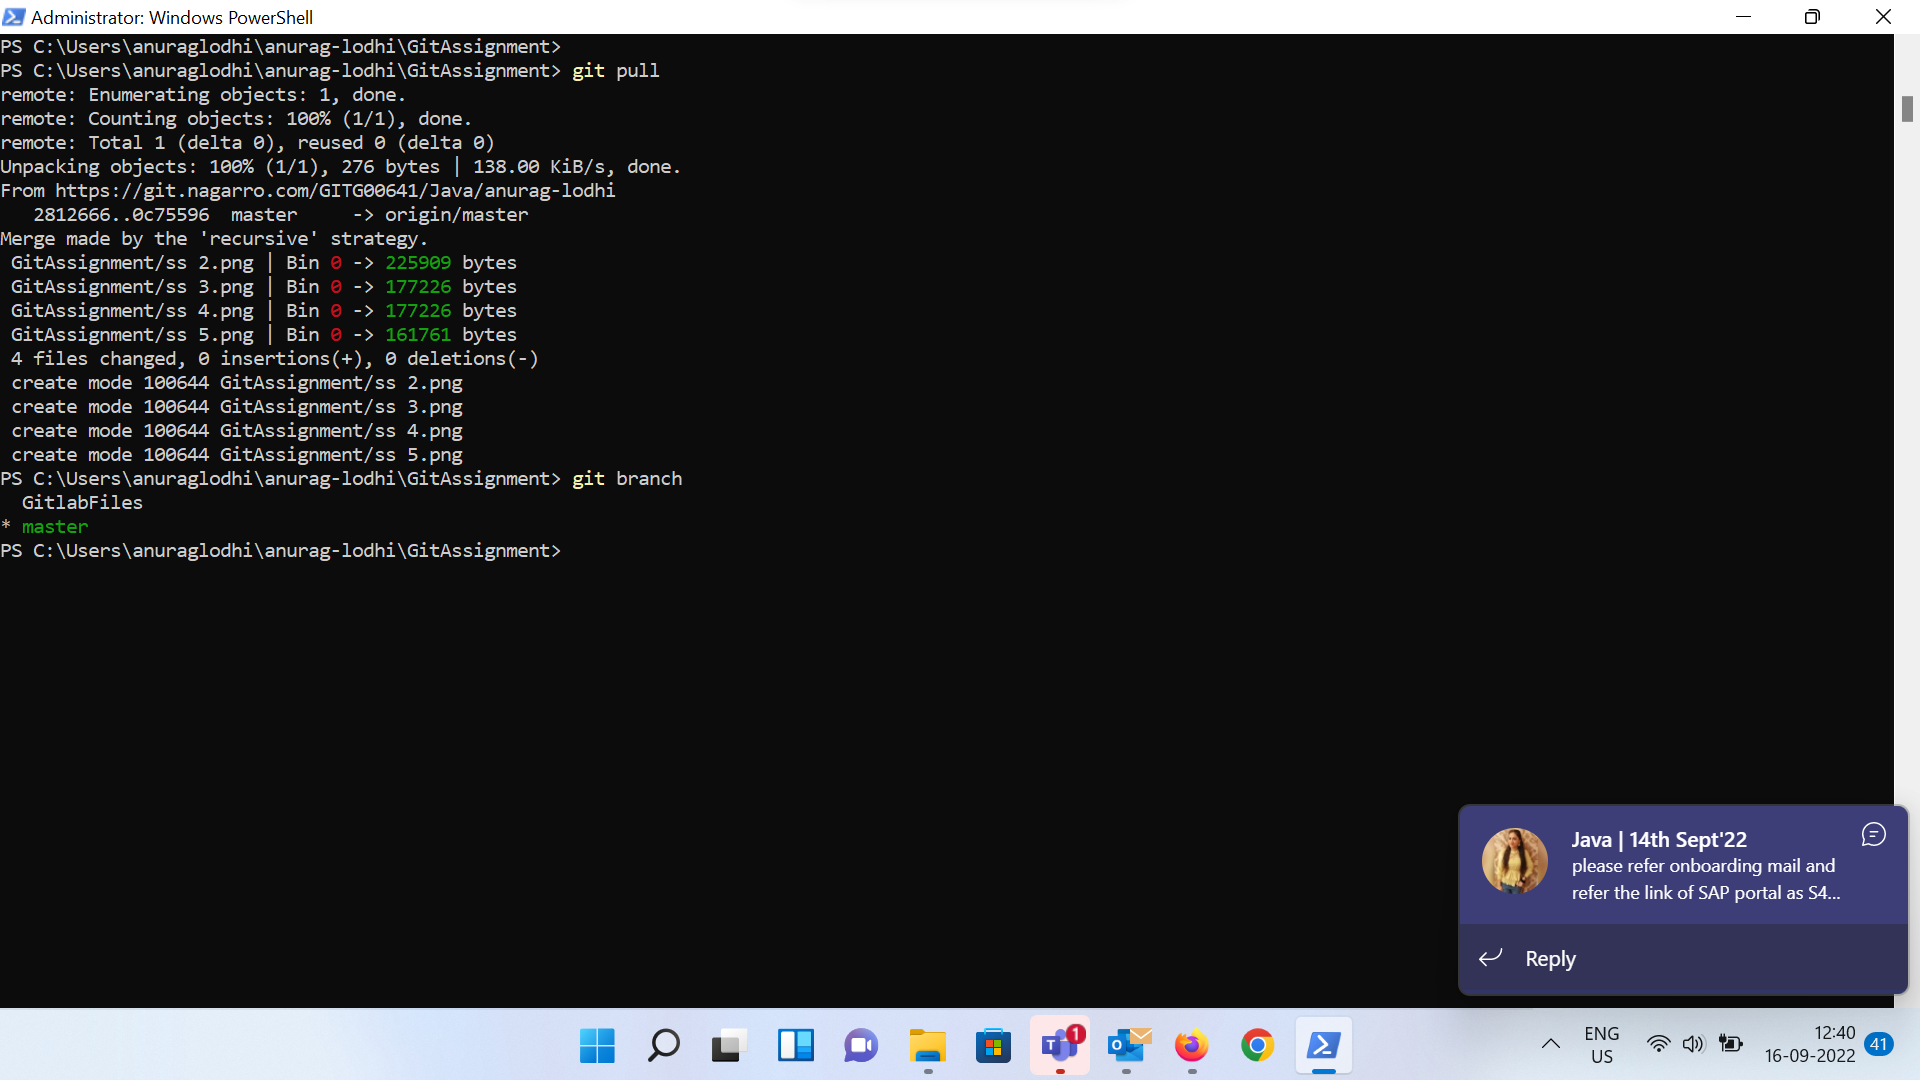 Administrator: Windows PowerShell
PS C:\Users\anuraglodhi\anurag-lodhi\GitAssignment>
PS C:\Users\anuraglodhi\anurag-lodhi\GitAssignment> git pull
remote: Enumerating objects: 1, done.
remote: Counting objects: 100% (1/1), done.
remote: Total 1 (delta 0), reused 0 (delta 0)
Unpacking objects: 100% (1/1), 276 bytes | 138.00 KiB/s, done.
From https://git.nagarro.com/GITG00641/Java/anurag-lodhi
   2812666..0c75596  master     -> origin/master
Merge made by the 'recursive' strategy.
 GitAssignment/ss 2.png | Bin 0 -> 225909 bytes
 GitAssignment/ss 3.png | Bin 0 -> 177226 bytes
 GitAssignment/ss 4.png | Bin 0 -> 177226 bytes
 GitAssignment/ss 5.png | Bin 0 -> 161761 bytes
 4 files changed, 0 insertions(+), 0 deletions(-)
 create mode 100644 GitAssignment/ss 2.png
 create mode 100644 GitAssignment/ss 3.png
 create mode 100644 GitAssignment/ss 4.png
 create mode 100644 GitAssignment/ss 5.png
PS C:\Users\anuraglodhi\anurag-lodhi\GitAssignment> git branch
  GitlabFiles
* master
PS C:\Users\anuraglodhi\anurag-lodhi\GitAssignment>
Java | 14th Sept'22
please refer onboarding mail and
refer the link of SAP portal as S4...
Reply
1
ENG
US
12:40
16-09-2022
41